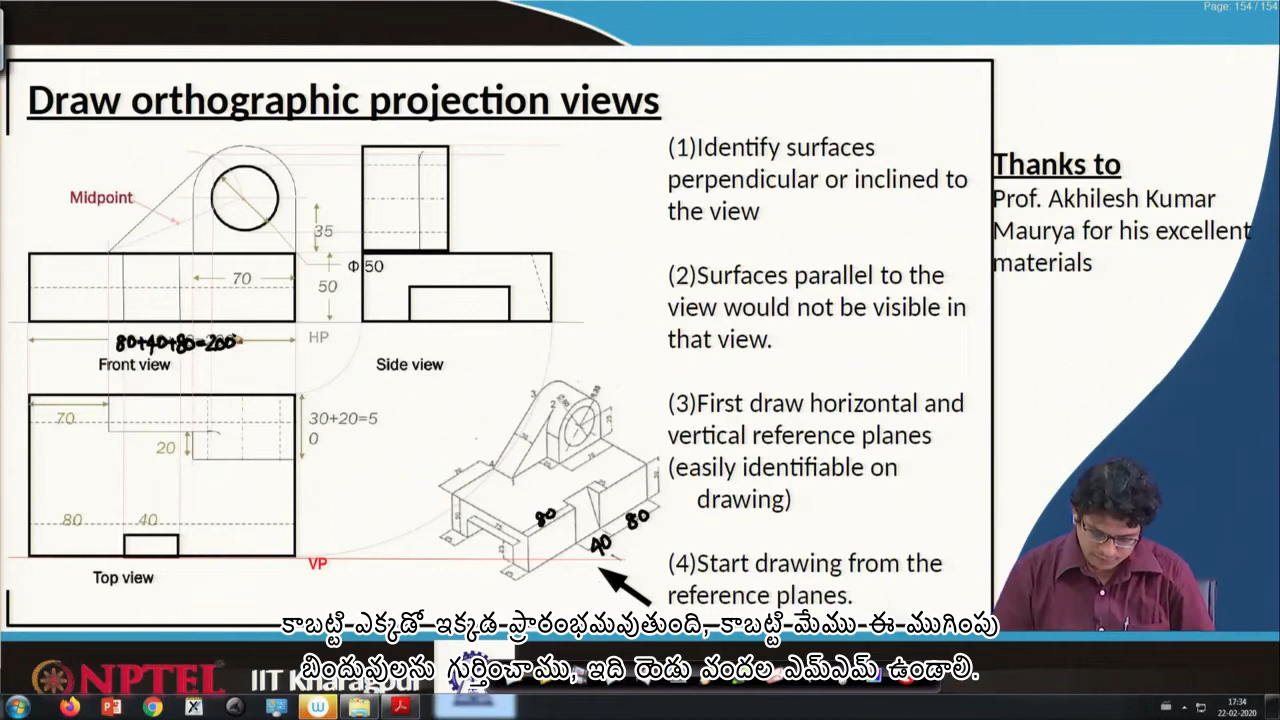 Page: 154 / 154
Draw orthographic projection views
Midpoint
35
Φ 50
70
50
80+40+80=200
HP
Front view
Side view
70
30+20=5
0
20
80
40
VP
Top view
80
80
40
(1)Identify surfaces
perpendicular or inclined to
the view
(2)Surfaces parallel to the
view would not be visible in
that view.
(3)First draw horizontal and
vertical reference planes
(easily identifiable on
drawing)
(4)Start drawing from the
reference planes.
Thanks to
Prof. Akhilesh Kumar
Maurya for his excellent
materials
కాబట్టి ఎక్కడో ఇక్కడ ప్రారంభమవుతుంది, కాబట్టి మేము ఈ ముగింపు
బిందువులను గుర్తించాము, ఇది రెండు వందల ఎమ్ఎమ్ ఉండాలి.
NPTEL
IIT Kharagpur
17:34
22-02-2020